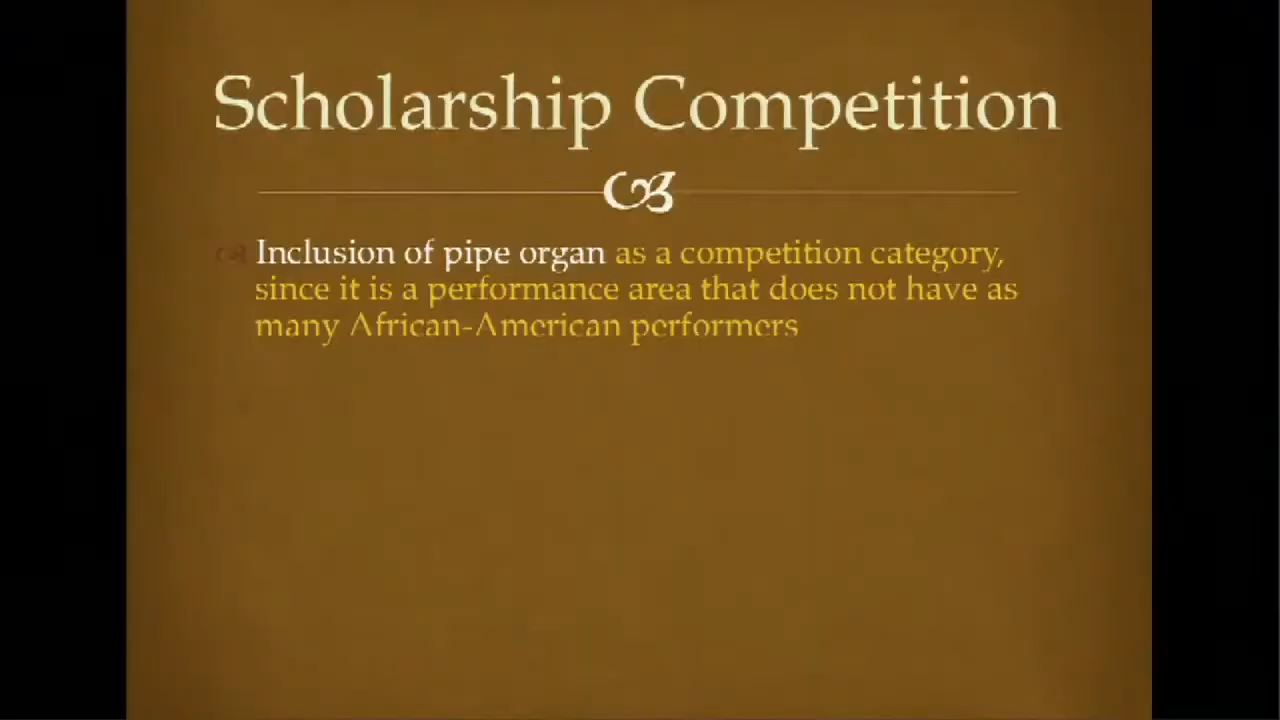 Scholarship Competition
Inclusion of pipe organ as a competition category,
since it is a performance area that does not have as
many African-American performers